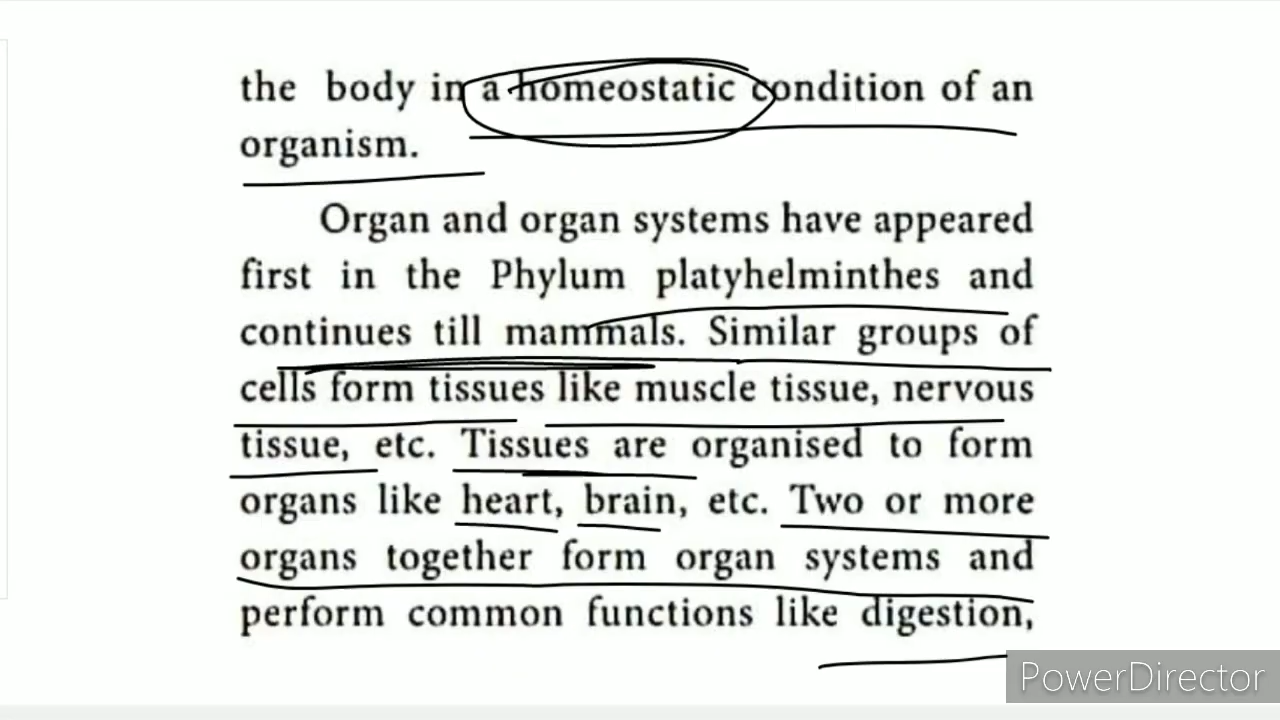 the body in a homeostatic condition of an
organism.
Organ and organ systems have appeared
first in the Phylum platyhelminthes and
continues till mammals. Similar groups of
cells form tissues like muscle tissue, nervous
tissue, etc. Tissues are organised to form
organs like heart, brain, etc. Two or more
organs together form organ systems and
perform common functions like digestion,
PowerDirector